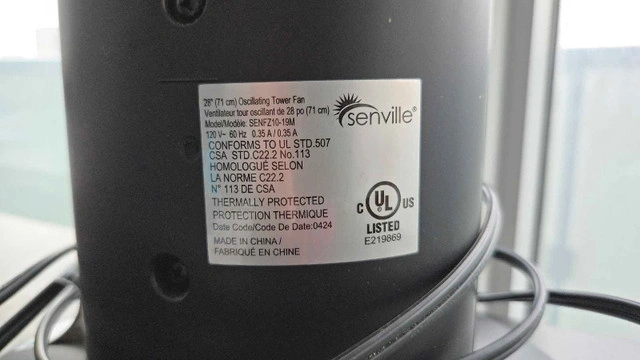 28" (71 cm) Oscillating Tower Fan
Ventilateur tour oscillant de 28 po (71 cm)
Model/Modèle: SENFZ10-19M
120 V~ 60 Hz 0.35 A / 0.35 A
CONFORMS TO UL STD.507
CSA STD.C22.2 No.113
HOMOLOGUÉ SELON
LA NORME C22.2
N° 113 DE CSA
THERMALLY PROTECTED
PROTECTION THERMIQUE
Date Code/Code De Date:0424
MADE IN CHINA /
FABRIQUÉ EN CHINE
senville®
C UL US
LISTED
E219869